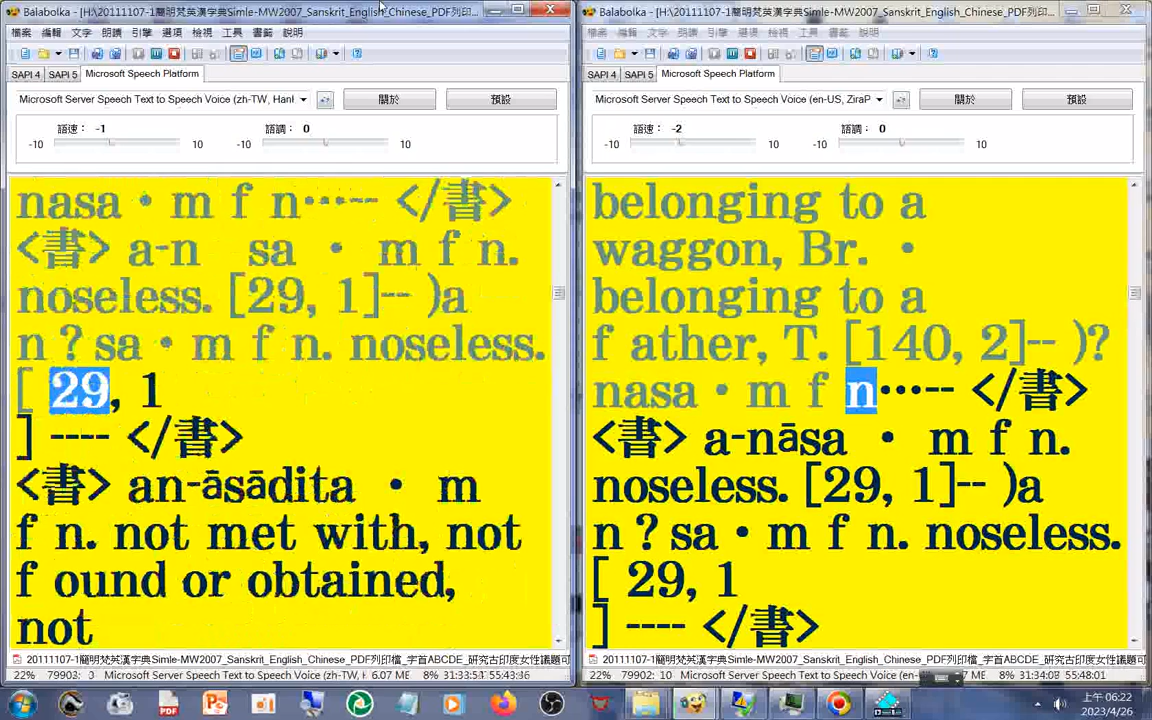 Balabolka - [H:\20111107-1簡明梵英漢字典Simle-MW2007_Sanskrit_English_Chinese_PDF列印...
檔案 編輯 文字 朗讀 引擎 選項 檢視 工具 書籤 說明
SAPI 4 SAPI 5 Microsoft Speech Platform
Microsoft Server Speech Text to Speech Voice (zh-TW, Hanl
關於 預設
語速： -1 語調： 0
-10 10 -10 10
nasa・m f n⋯⋯-- </書>
<書> a-n sa ・ m f n.
noseless. [29, 1]-- )a
n？sa・m f n. noseless.
[ 29, 1
] ---- </書>
<書> an-āsādita ・ m
f n. not met with, not
f ound or obtained,
not
20111107-1簡明梵英漢字典Simle-MW2007_Sanskrit_English_Chinese_PDF列印檔_字首ABCDE_研究古印度女性議題可
22% 79903: 3 Microsoft Server Speech Text to Speech Voice (zh-TW, H 6.07 MB 8% 31:33:51 55:43:36
Balabolka - [H:\20111107-1簡明梵英漢字典Simle-MW2007_Sanskrit_English_Chinese_PDF列印...
檔案 編輯 文字 朗讀 引擎 選項 檢視 工具 書籤 說明
SAPI 4 SAPI 5 Microsoft Speech Platform
Microsoft Server Speech Text to Speech Voice (en-US, ZiraP
關於 預設
語速： -2 語調： 0
-10 10 -10 10
belonging to a
waggon, Br. ・
belonging to a
f ather, T. [140, 2]-- )?
nasa・m f n⋯-- </書>
<書> a-nāsa ・ m f n.
noseless. [29, 1]-- )a
n？sa・m f n. noseless.
[ 29, 1
] ---- </書>
20111107-1簡明梵英漢字典Simle-MW2007_Sanskrit_English_Chinese_PDF列印檔_字首ABCDE_研究古印度女性議題可
22% 79902: 10 Microsoft Server Speech Text to Speech Voice 8% 31:34:03 55:48:01
上午 06:22
2023/4/26